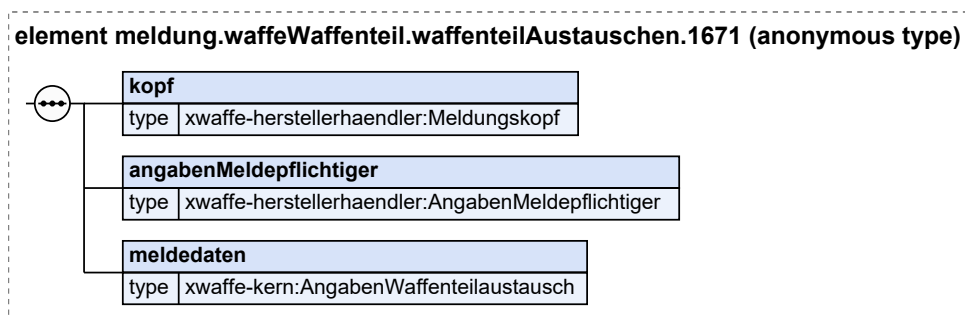 element meldung.waffeWaffenteil.waffenteilAustauschen.1671 (anonymous type)
kopf
type xwaffe-herstellerhaendler:Meldungskopf
angabenMeldepflichtiger
type xwaffe-herstellerhaendler:AngabenMeldepflichtiger
meldedaten
type xwaffe-kern:AngabenWaffenteilaustausch